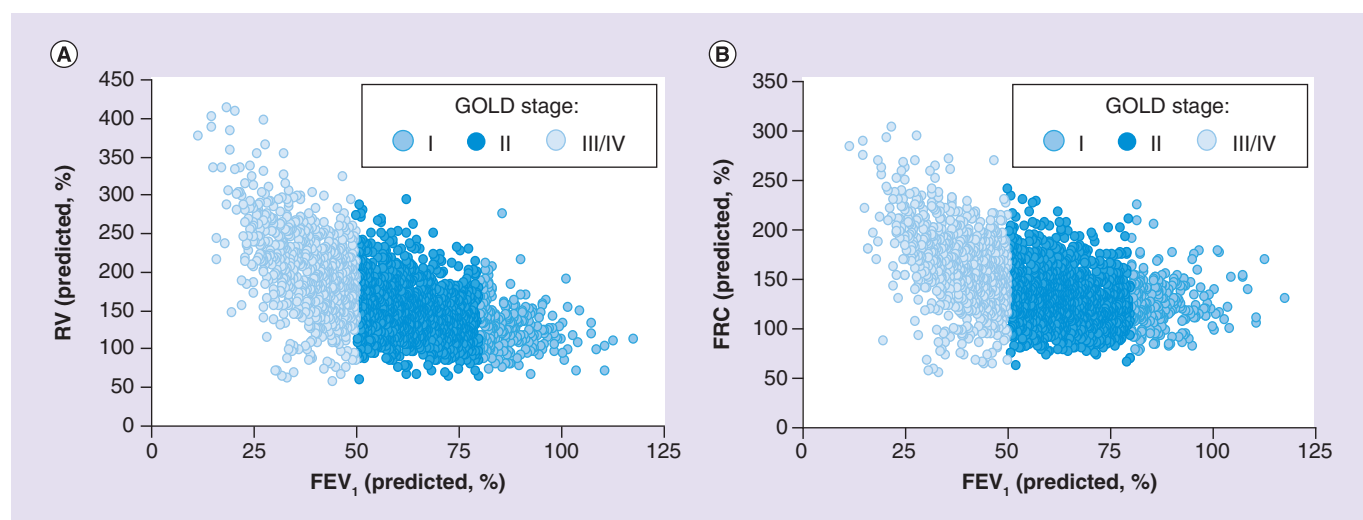 A
450
400
350
300
250
200
150
100
50
0
RV (predicted, %)
GOLD stage:
I II III/IV
0 25 50 75 100 125
FEV₁ (predicted, %)
B
350
300
250
200
150
100
50
0
FRC (predicted, %)
GOLD stage:
I II III/IV
0 25 50 75 100 125
FEV₁ (predicted, %)